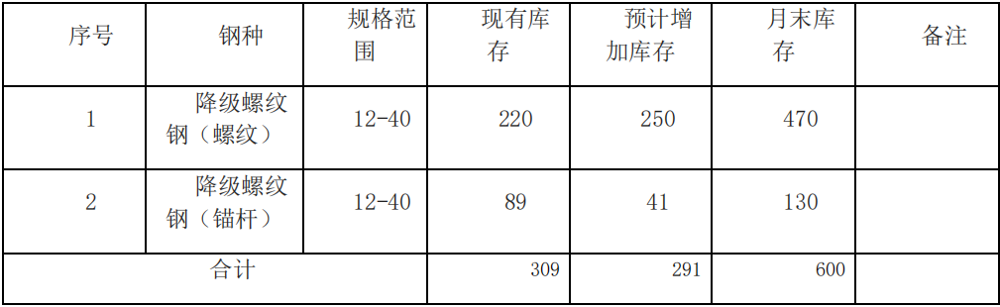 序号 钢种 规格范围 现有库存 预计增加库存 月末库存 备注
1 降级螺纹钢（螺纹） 12-40 220 250 470
2 降级螺纹钢（锚杆） 12-40 89 41 130
合计 309 291 600